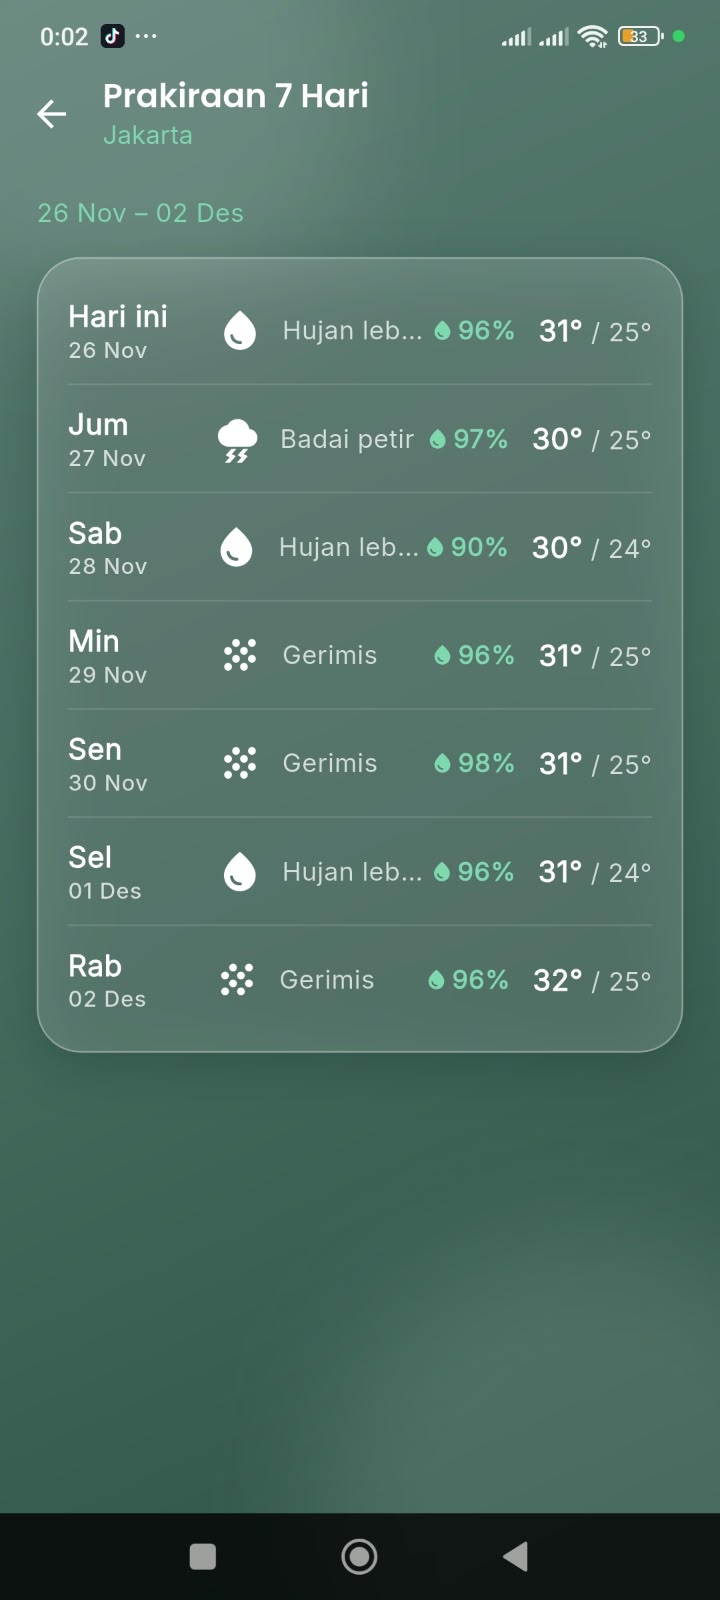 0:02 ... 33
Prakiraan 7 Hari
Jakarta
26 Nov – 02 Des
Hari ini Hujan leb... 96% 31° / 25°
26 Nov
Jum Badai petir 97% 30° / 25°
27 Nov
Sab Hujan leb... 90% 30° / 24°
28 Nov
Min Gerimis 96% 31° / 25°
29 Nov
Sen Gerimis 98% 31° / 25°
30 Nov
Sel Hujan leb... 96% 31° / 24°
01 Des
Rab Gerimis 96% 32° / 25°
02 Des